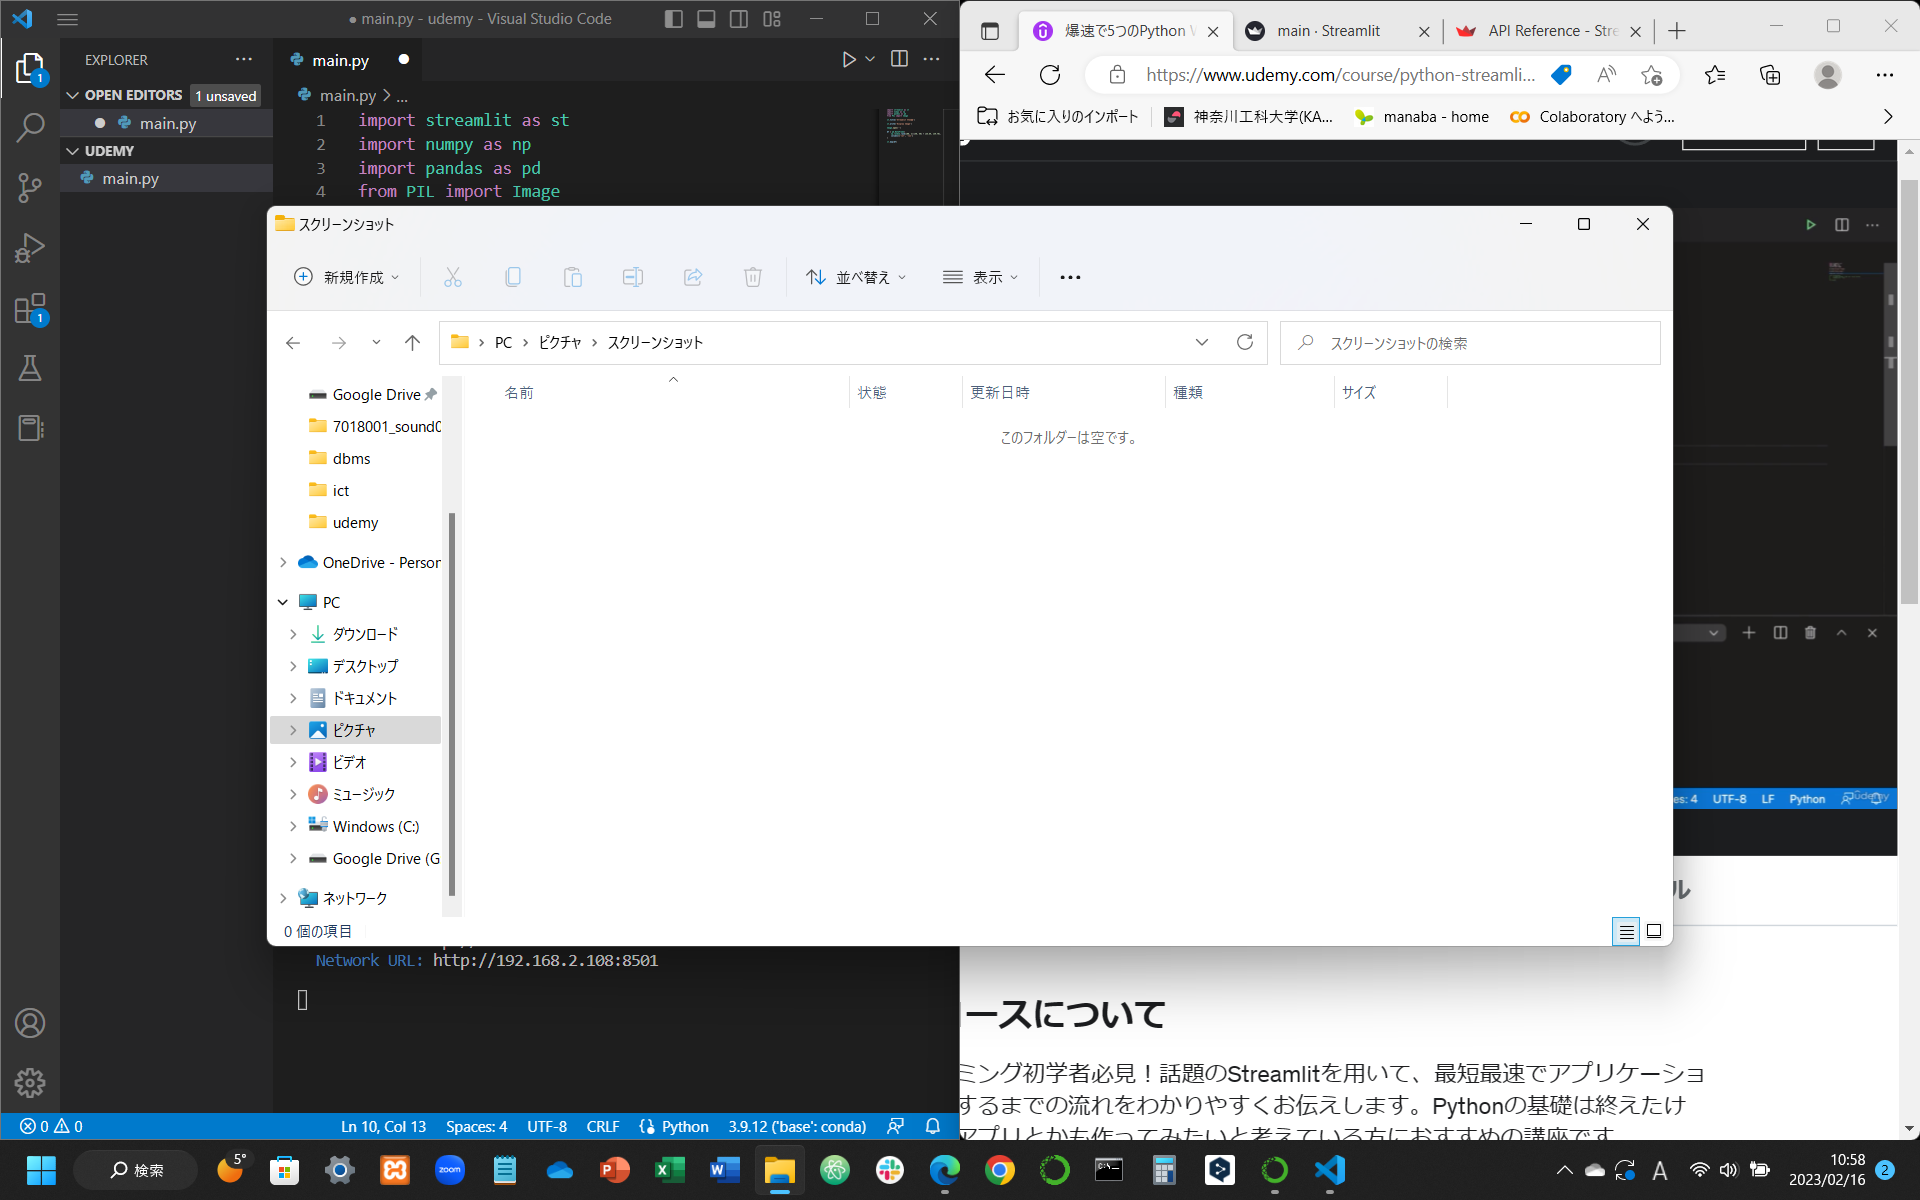 main.py - udemy - Visual Studio Code
EXPLORER
OPEN EDITORS
1 unsaved
main.py
UDEMY
main.py
main.py
main.py > ...
1 import streamlit as st
2 import numpy as np
3 import pandas as pd
4 from PIL import Image
1
1
爆速で5つのPython
main · Streamlit
API Reference - Stre
https://www.udemy.com/course/python-streamli...
お気に入りのインポート
神奈川工科大学(KA...
manaba - home
Colaboratory へよう...
スクリーンショット
新規作成
並べ替え
表示
PC > ピクチャ > スクリーンショット
スクリーンショットの検索
名前 状態 更新日時 種類 サイズ
このフォルダーは空です。
Google Drive
7018001_sound0
dbms
ict
udemy
OneDrive - Person
PC
ダウンロード
デスクトップ
ドキュメント
ピクチャ
ビデオ
ミュージック
Windows (C:)
Google Drive (G
ネットワーク
0 個の項目
es: 4 UTF-8 LF Python
Udemy
ル
Network URL: http://192.168.2.108:8501
ースについて
ミング初学者必見！話題のStreamlitを用いて、最短最速でアプリケーショ
するまでの流れをわかりやすくお伝えします。Pythonの基礎は終えたけ
アプリとかも作ってみたいと考えている方におすすめの講座です
0 0
Ln 10, Col 13 Spaces: 4 UTF-8 CRLF Python 3.9.12 ('base': conda)
検索
5°
zoom
A
10:58
2023/02/16
2